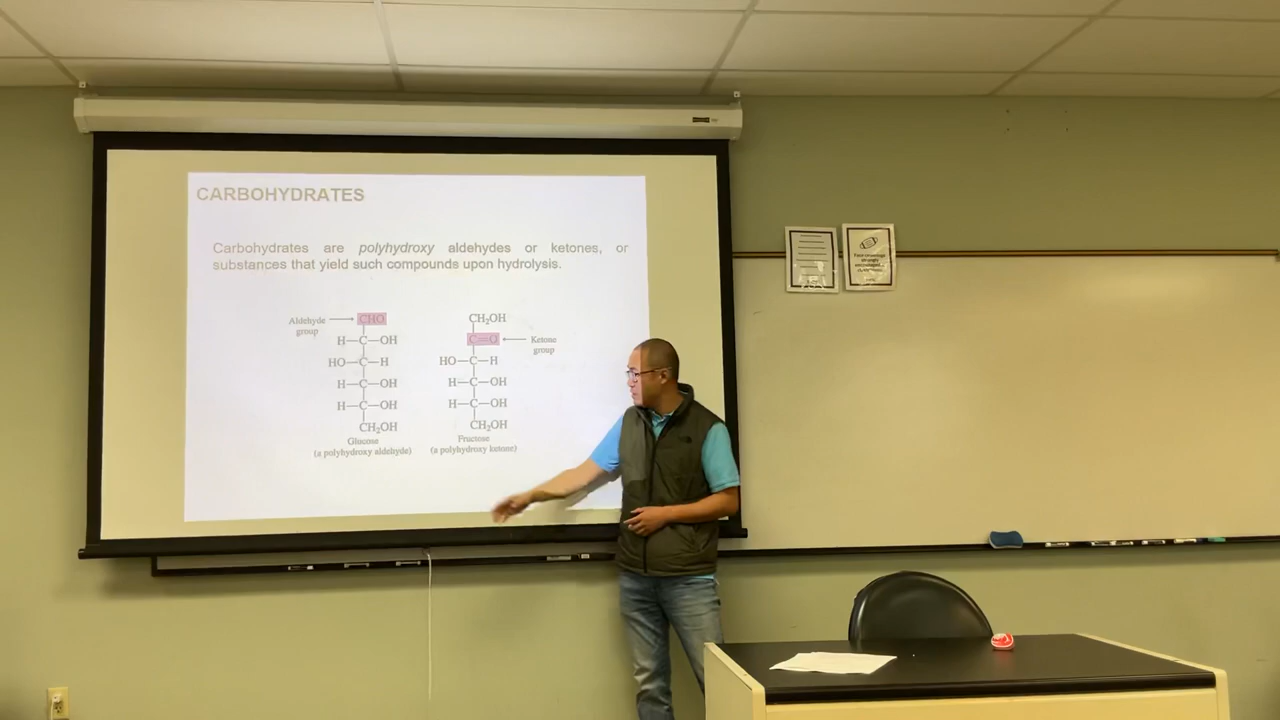 CARBOHYDRATES
Carbohydrates are polyhydroxy aldehydes or ketones, or
substances that yield such compounds upon hydrolysis.
Aldehyde
group
CHO
H—C—OH
HO—C—H
H—C—OH
H—C—OH
CH₂OH
Glucose
(a polyhydroxy aldehyde)
CH₂OH
C=O
Ketone
group
HO—C—H
H—C—OH
H—C—OH
CH₂OH
Fructose
(a polyhydroxy ketone)